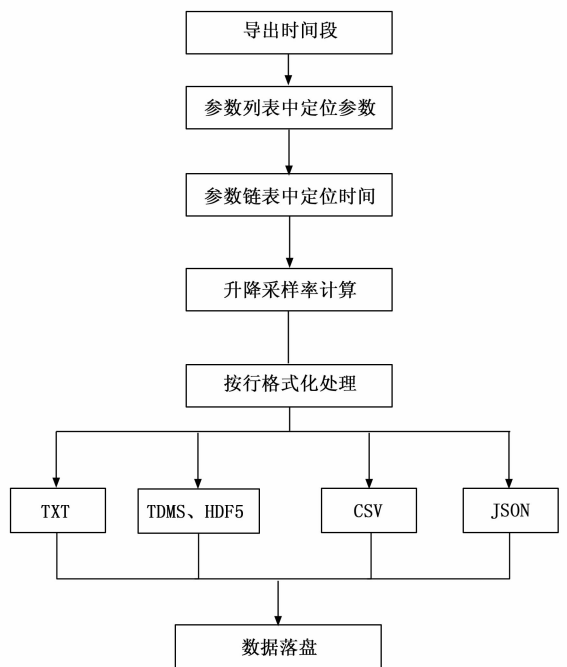 导出时间段
参数列表中定位参数
参数链表中定位时间
升降采样率计算
按行格式化处理
TXT
TDMS、HDF5
CSV
JSON
数据落盘